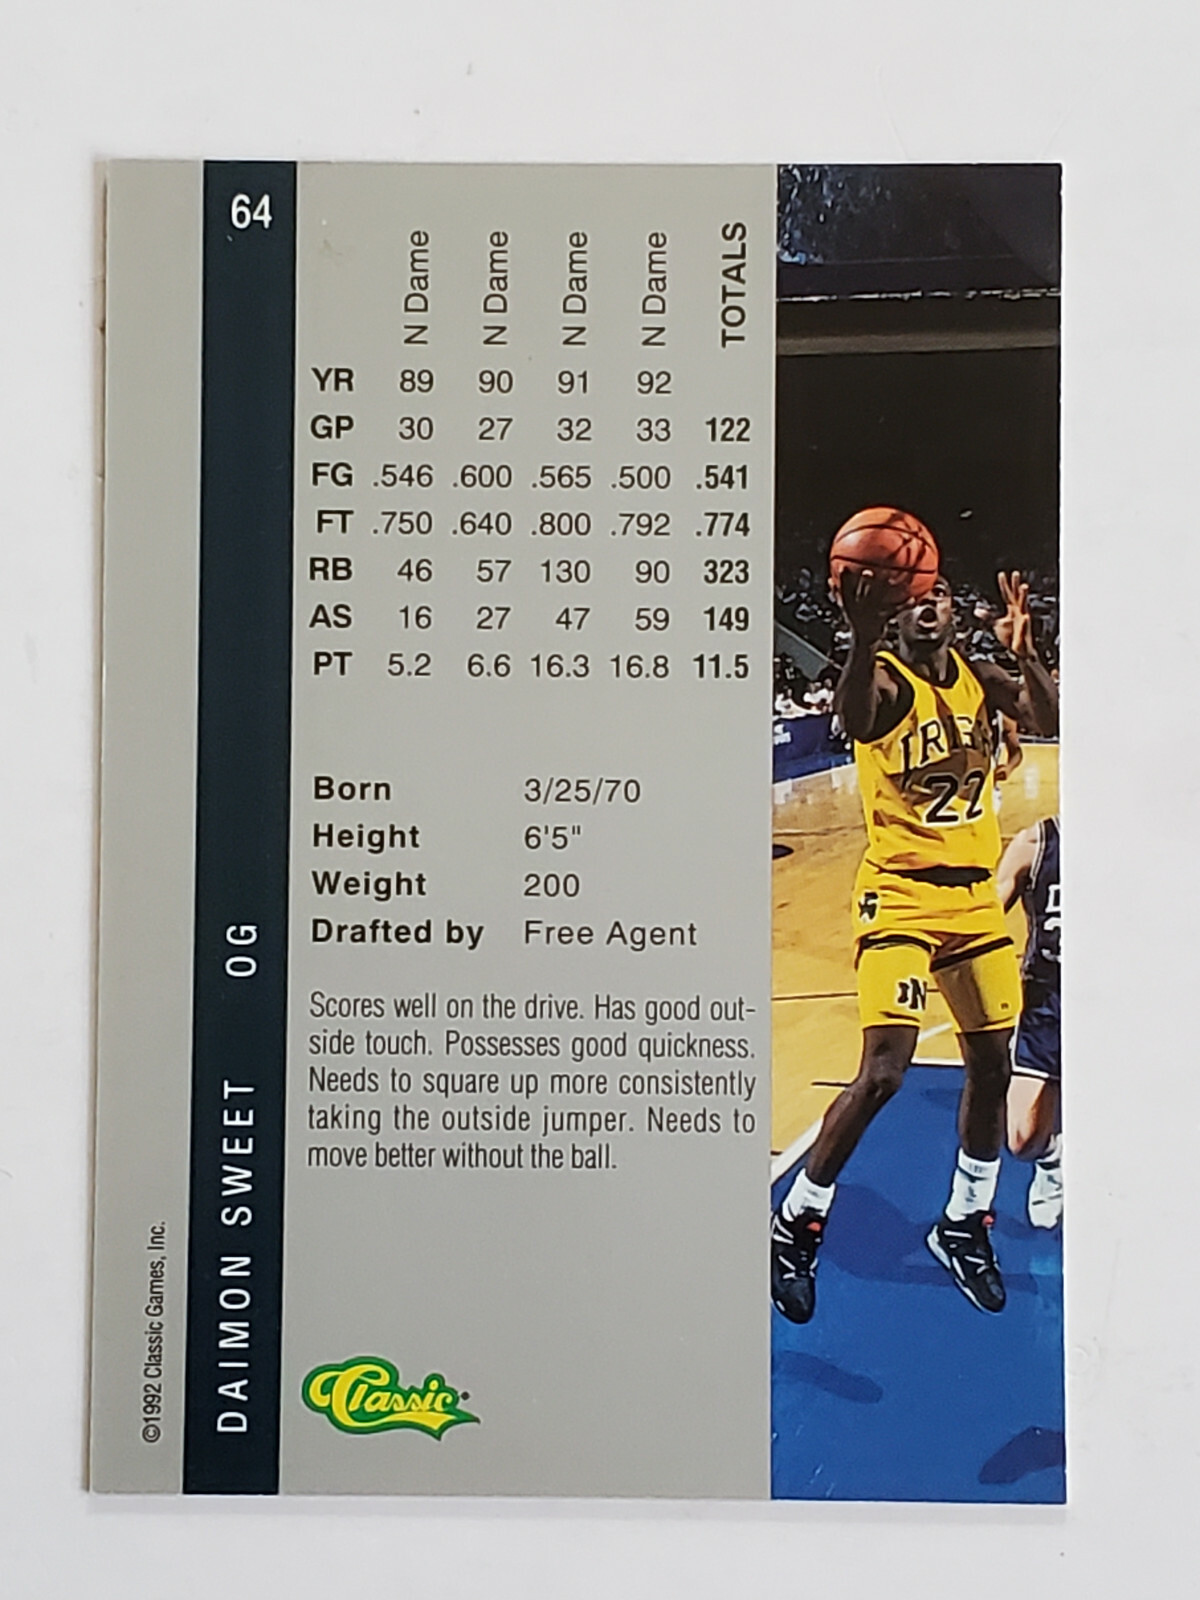 64
DAIMON SWEET OG
©1992 Classic Games, Inc.
N Dame N Dame N Dame N Dame TOTALS
YR 89 90 91 92
GP 30 27 32 33 122
FG .546 .600 .565 .500 .541
FT .750 .640 .800 .792 .774
RB 46 57 130 90 323
AS 16 27 47 59 149
PT 5.2 6.6 16.3 16.8 11.5
Born 3/25/70
Height 6'5"
Weight 200
Drafted by Free Agent
Scores well on the drive. Has good out-
side touch. Possesses good quickness.
Needs to square up more consistently
taking the outside jumper. Needs to
move better without the ball.
Classic
IRISH
22